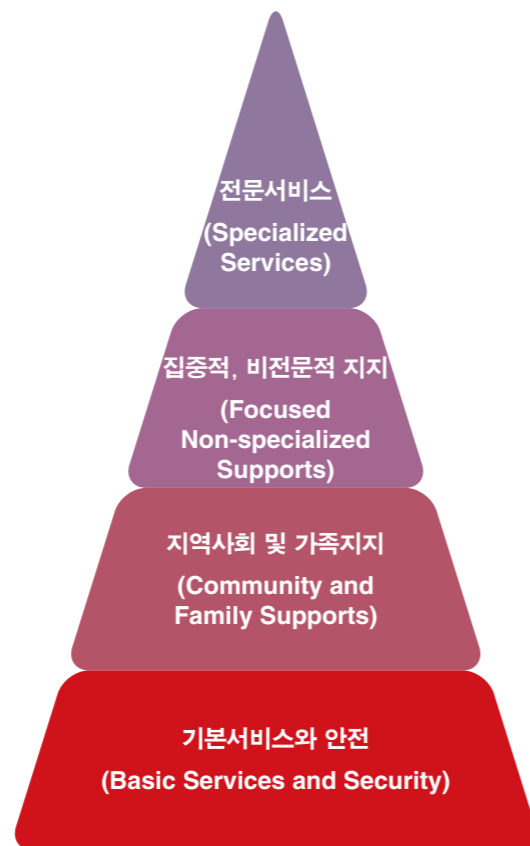 전문서비스
(Specialized
Services)
집중적, 비전문적 지지
(Focused
Non-specialized
Supports)
지역사회 및 가족지지
(Community and
Family Supports)
기본서비스와 안전
(Basic Services and Security)